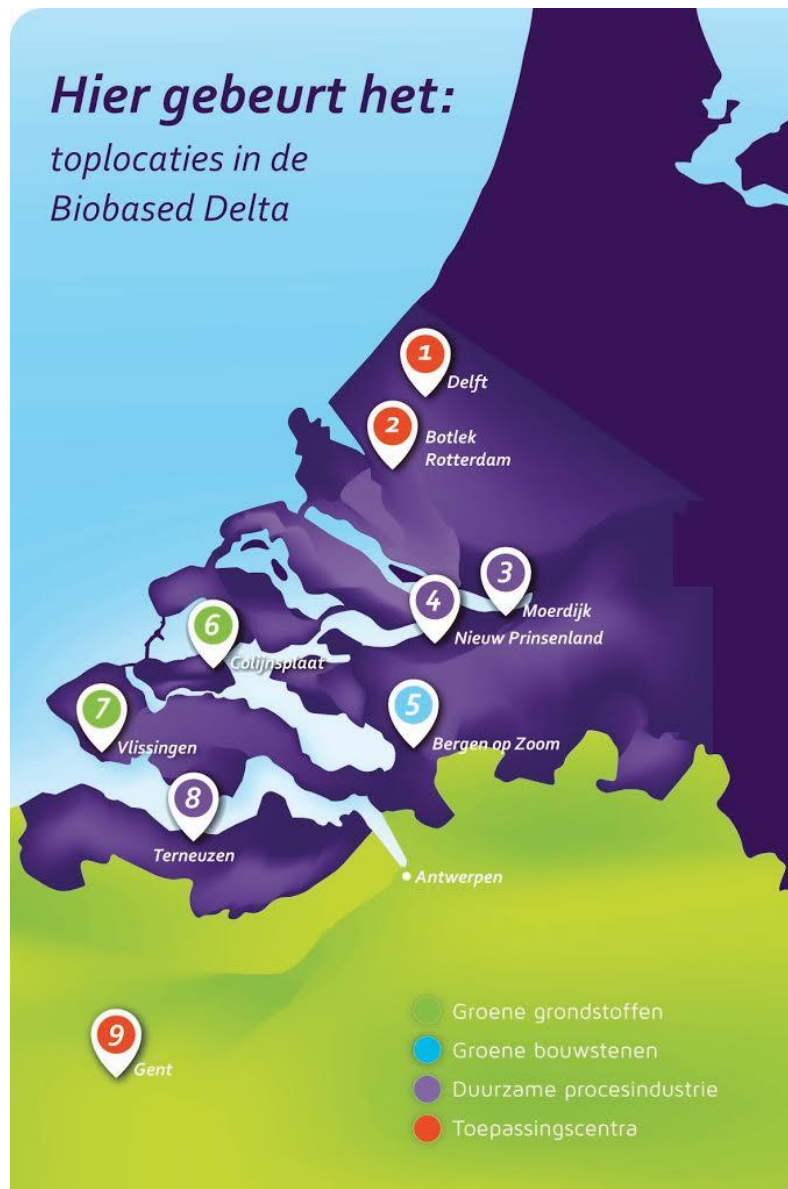 Hier gebeurt het:
toplocaties in de
Biobased Delta
1
Delft
2
Botlek
Rotterdam
3
Moerdijk
4
Nieuw Prinsenland
6
Colijnsplaat
5
Bergen op Zoom
7
Vlissingen
8
Terneuzen
Antwerpen
9
Gent
Groene grondstoffen
Groene bouwstenen
Duurzame procesindustrie
Toepassingscentra